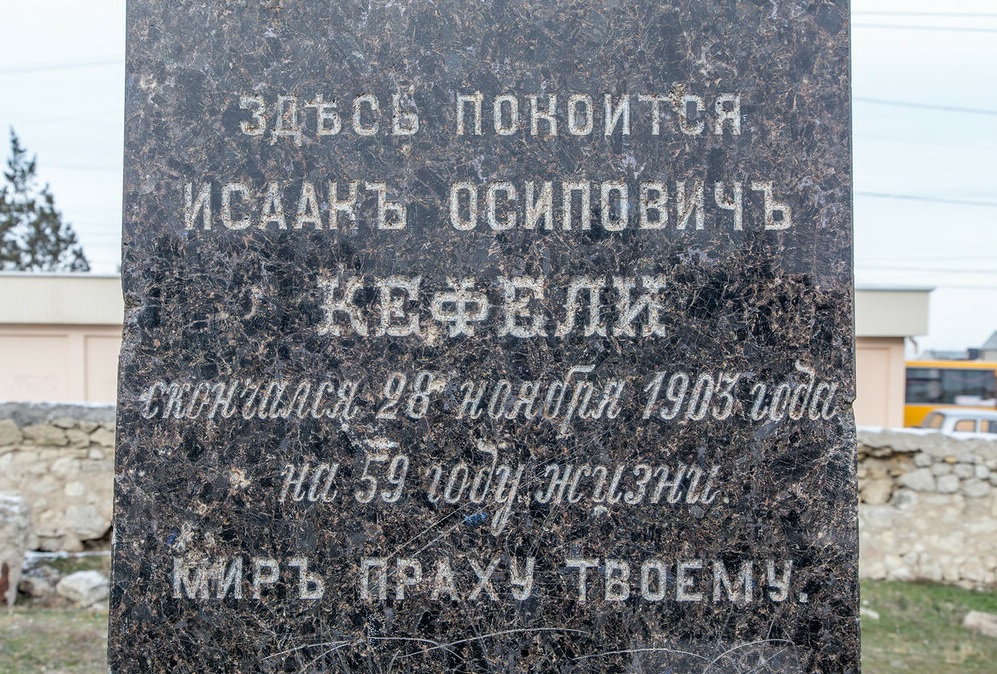 ЗДѢСЬ ПОКОИТСЯ
ИСААКЪ ОСИПОВИЧЪ
КЕФЕЛИ
скончался 28 ноября 1903 года
на 59 году жизни.
МИРЪ ПРАХУ ТВОЕМУ.